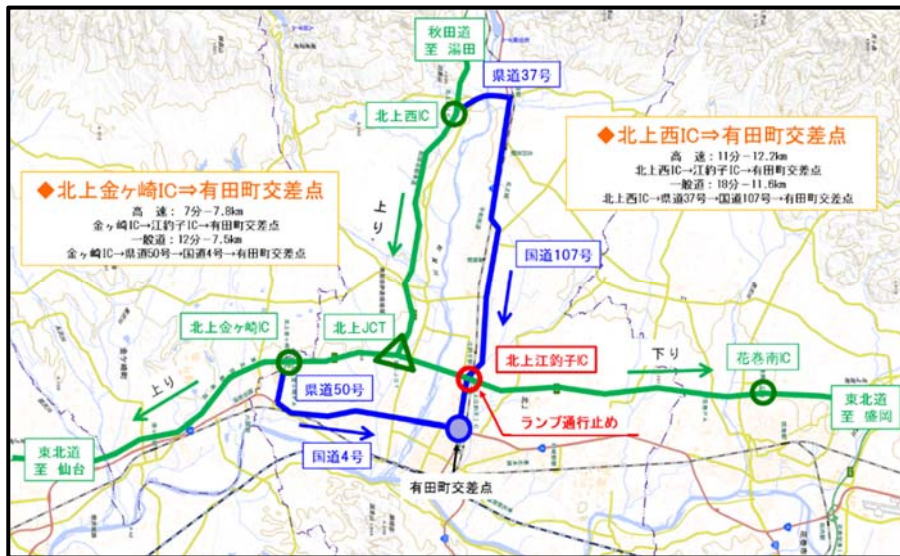 秋田道
至 湯田
県道37号
北上西IC
◆北上西IC⇒有田町交差点
高 速：11分－12.2km
北上西IC→江釣子IC→有田町交差点
一般道：18分－11.6km
北上西IC→県道37号→国道107号→有田町交差点
◆北上金ヶ崎IC⇒有田町交差点
高 速： 7分－7.8km
金ヶ崎IC→江釣子IC→有田町交差点
一般道：12分－7.5km
金ヶ崎IC→県道50号→国道4号→有田町交差点
上り
国道107号
北上金ヶ崎IC
北上JCT
北上江釣子IC
下り
花巻南IC
上り
県道50号
ランプ通行止め
東北道
至 盛岡
東北道
至 仙台
国道4号
有田町交差点
金ヶ崎町